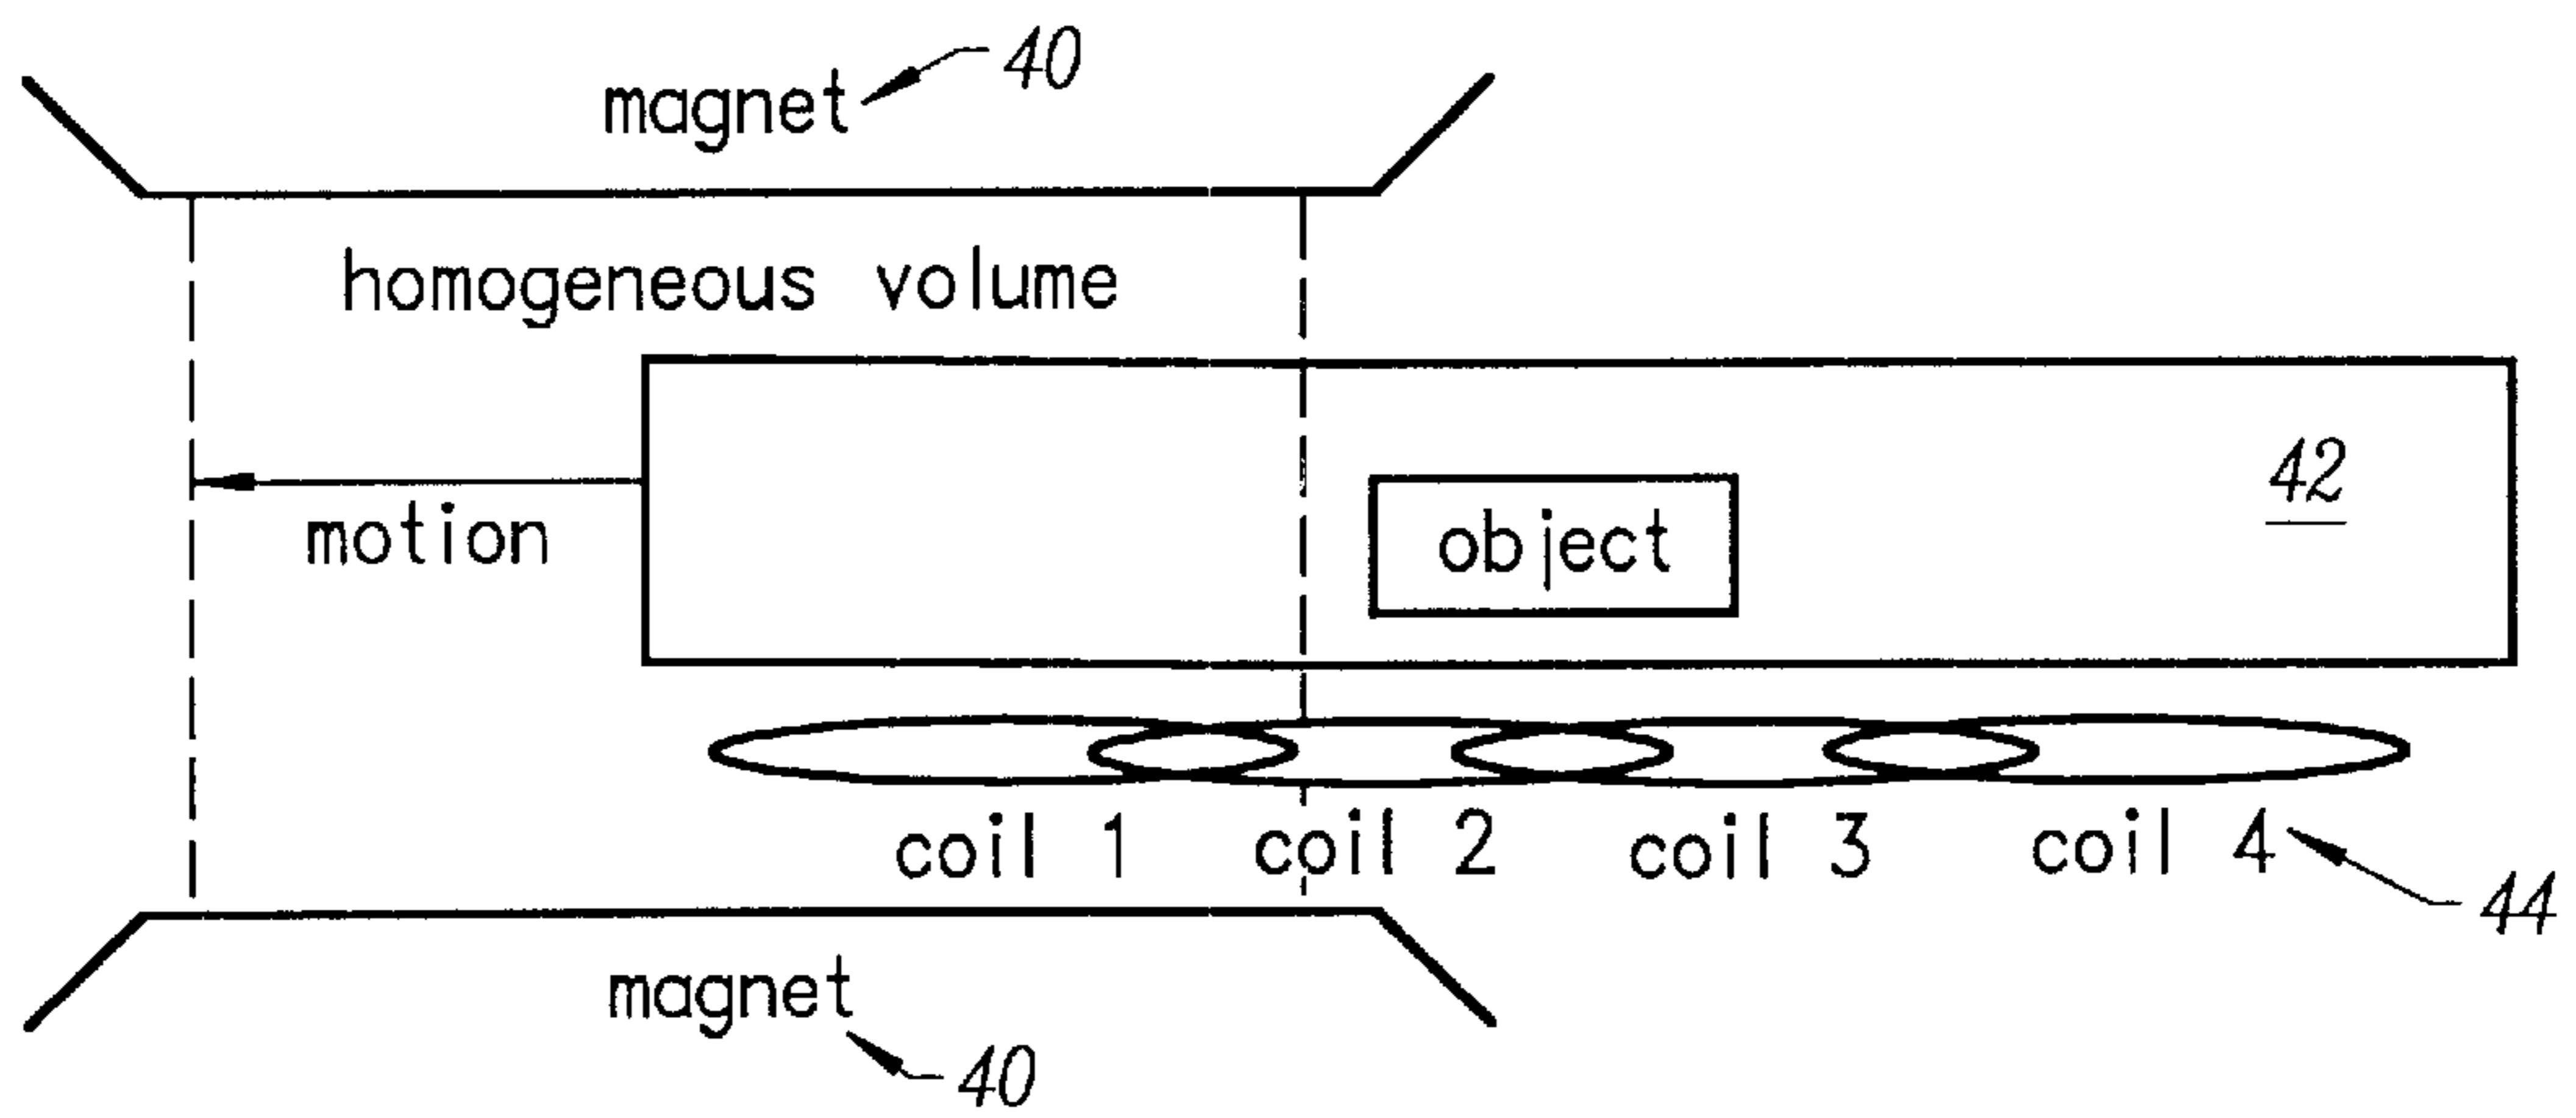 magnet 40
homogeneous volume
42
object
motion
coil 1 coil 2 coil 3 coil 4
44
magnet
40